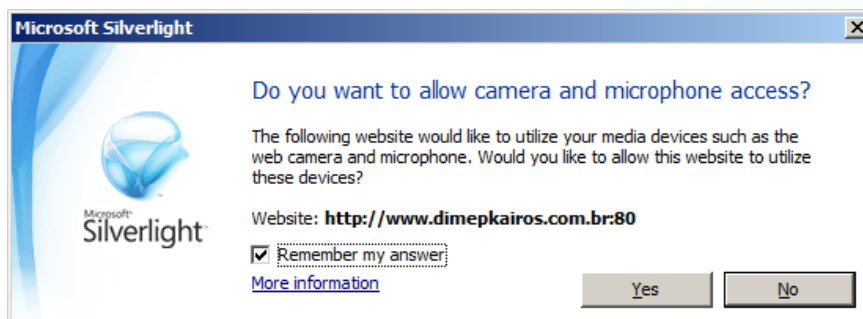 Microsoft Silverlight
Do you want to allow camera and microphone access?
The following website would like to utilize your media devices such as the
web camera and microphone. Would you like to allow this website to utilize
these devices?
Microsoft
Silverlight
Website: http://www.dimepkairos.com.br:80
Remember my answer
More information
Yes
No